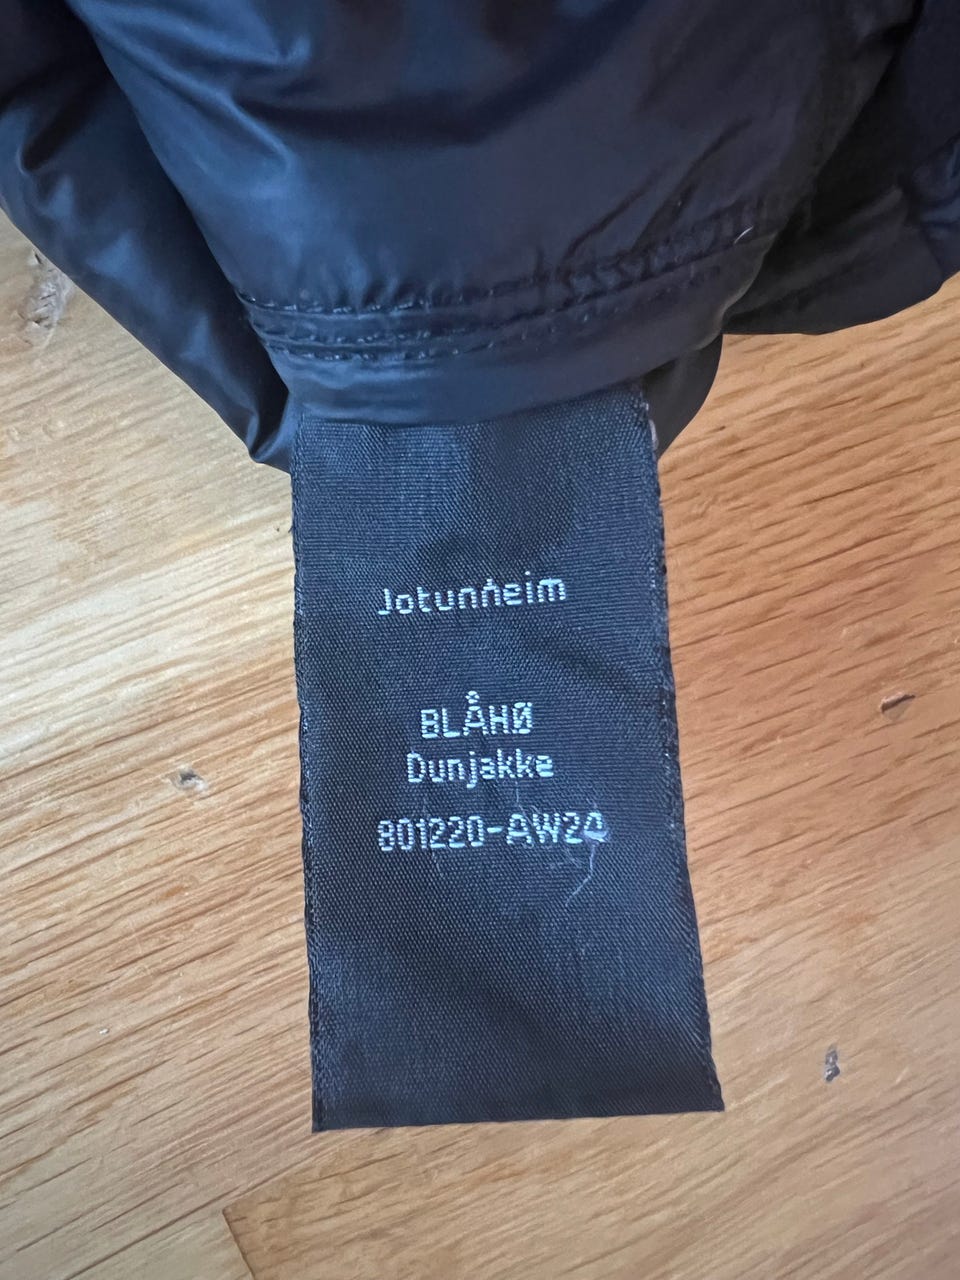 Jotunheim
BLÅHØ
Dunjakke
801220-AW24